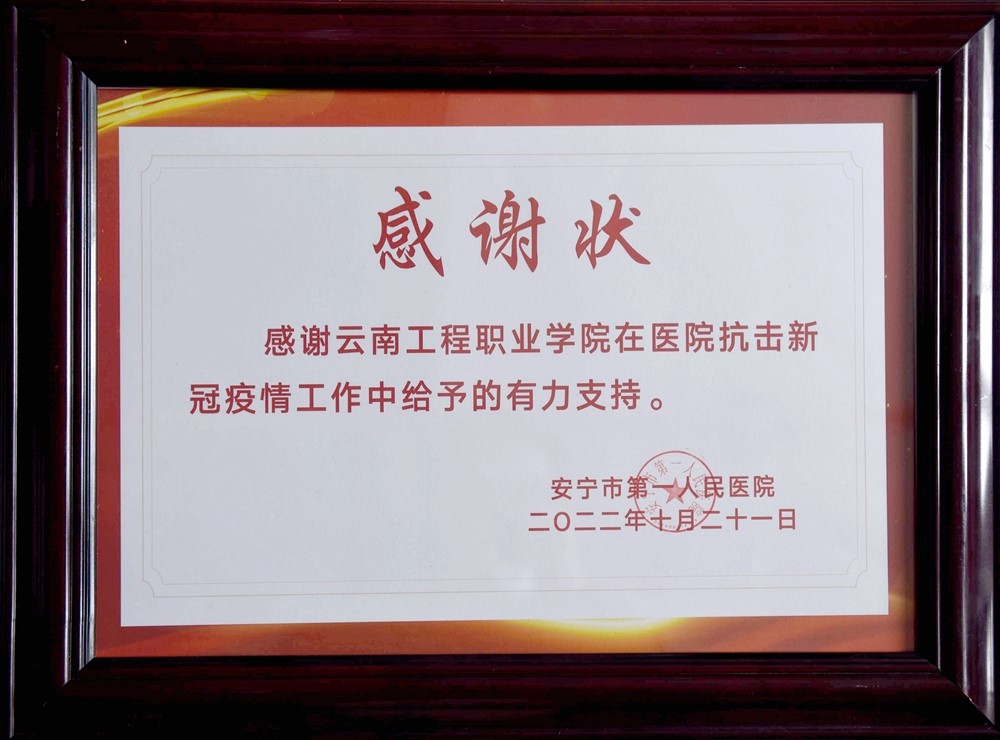 感谢状
感谢云南工程职业学院在医院抗击新
冠疫情工作中给予的有力支持。
安宁市第一人民医院
二〇二二年十月二十一日